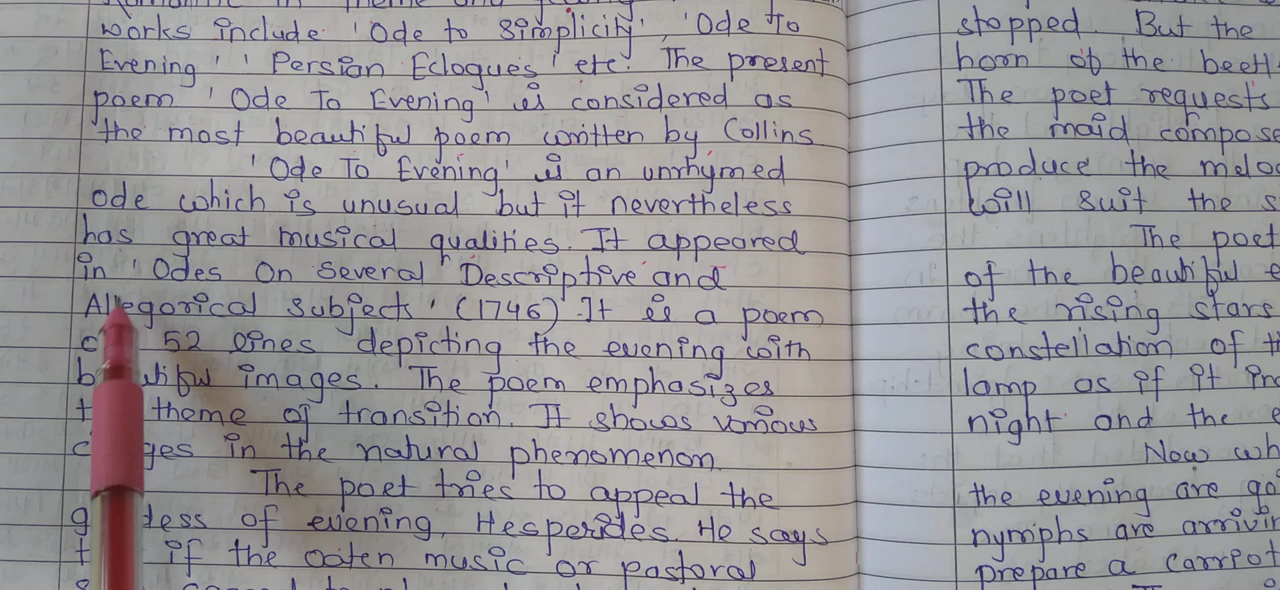 works include 'Ode to Simplicity', 'Ode to
Evening' ' Persian Eclogues' etc. The present
poem 'Ode To Evening' is considered as
the most beautiful poem written by Collins
'Ode To Evening' is an unrhymed
ode which is unusual but it nevertheless
has great musical qualities. It appeared
in 'Odes On Several Descriptive and
Allegorical Subjects' (1746). It is a poem
52 lines depicting the evening with
images. The poem emphasizes
theme of transition. It shows various
in the natural phenomenon.
The poet tries to appeal the
of evening, Hesperides. He says
if the oaten music or pastoral
stopped. But the
horn of the
The poet requests
the maid
produce the
will suit the
The poet
of the beautiful
the rising stars
constellation of
lamp as if it
night and the
Now
the evening are
nymphs are
prepare a